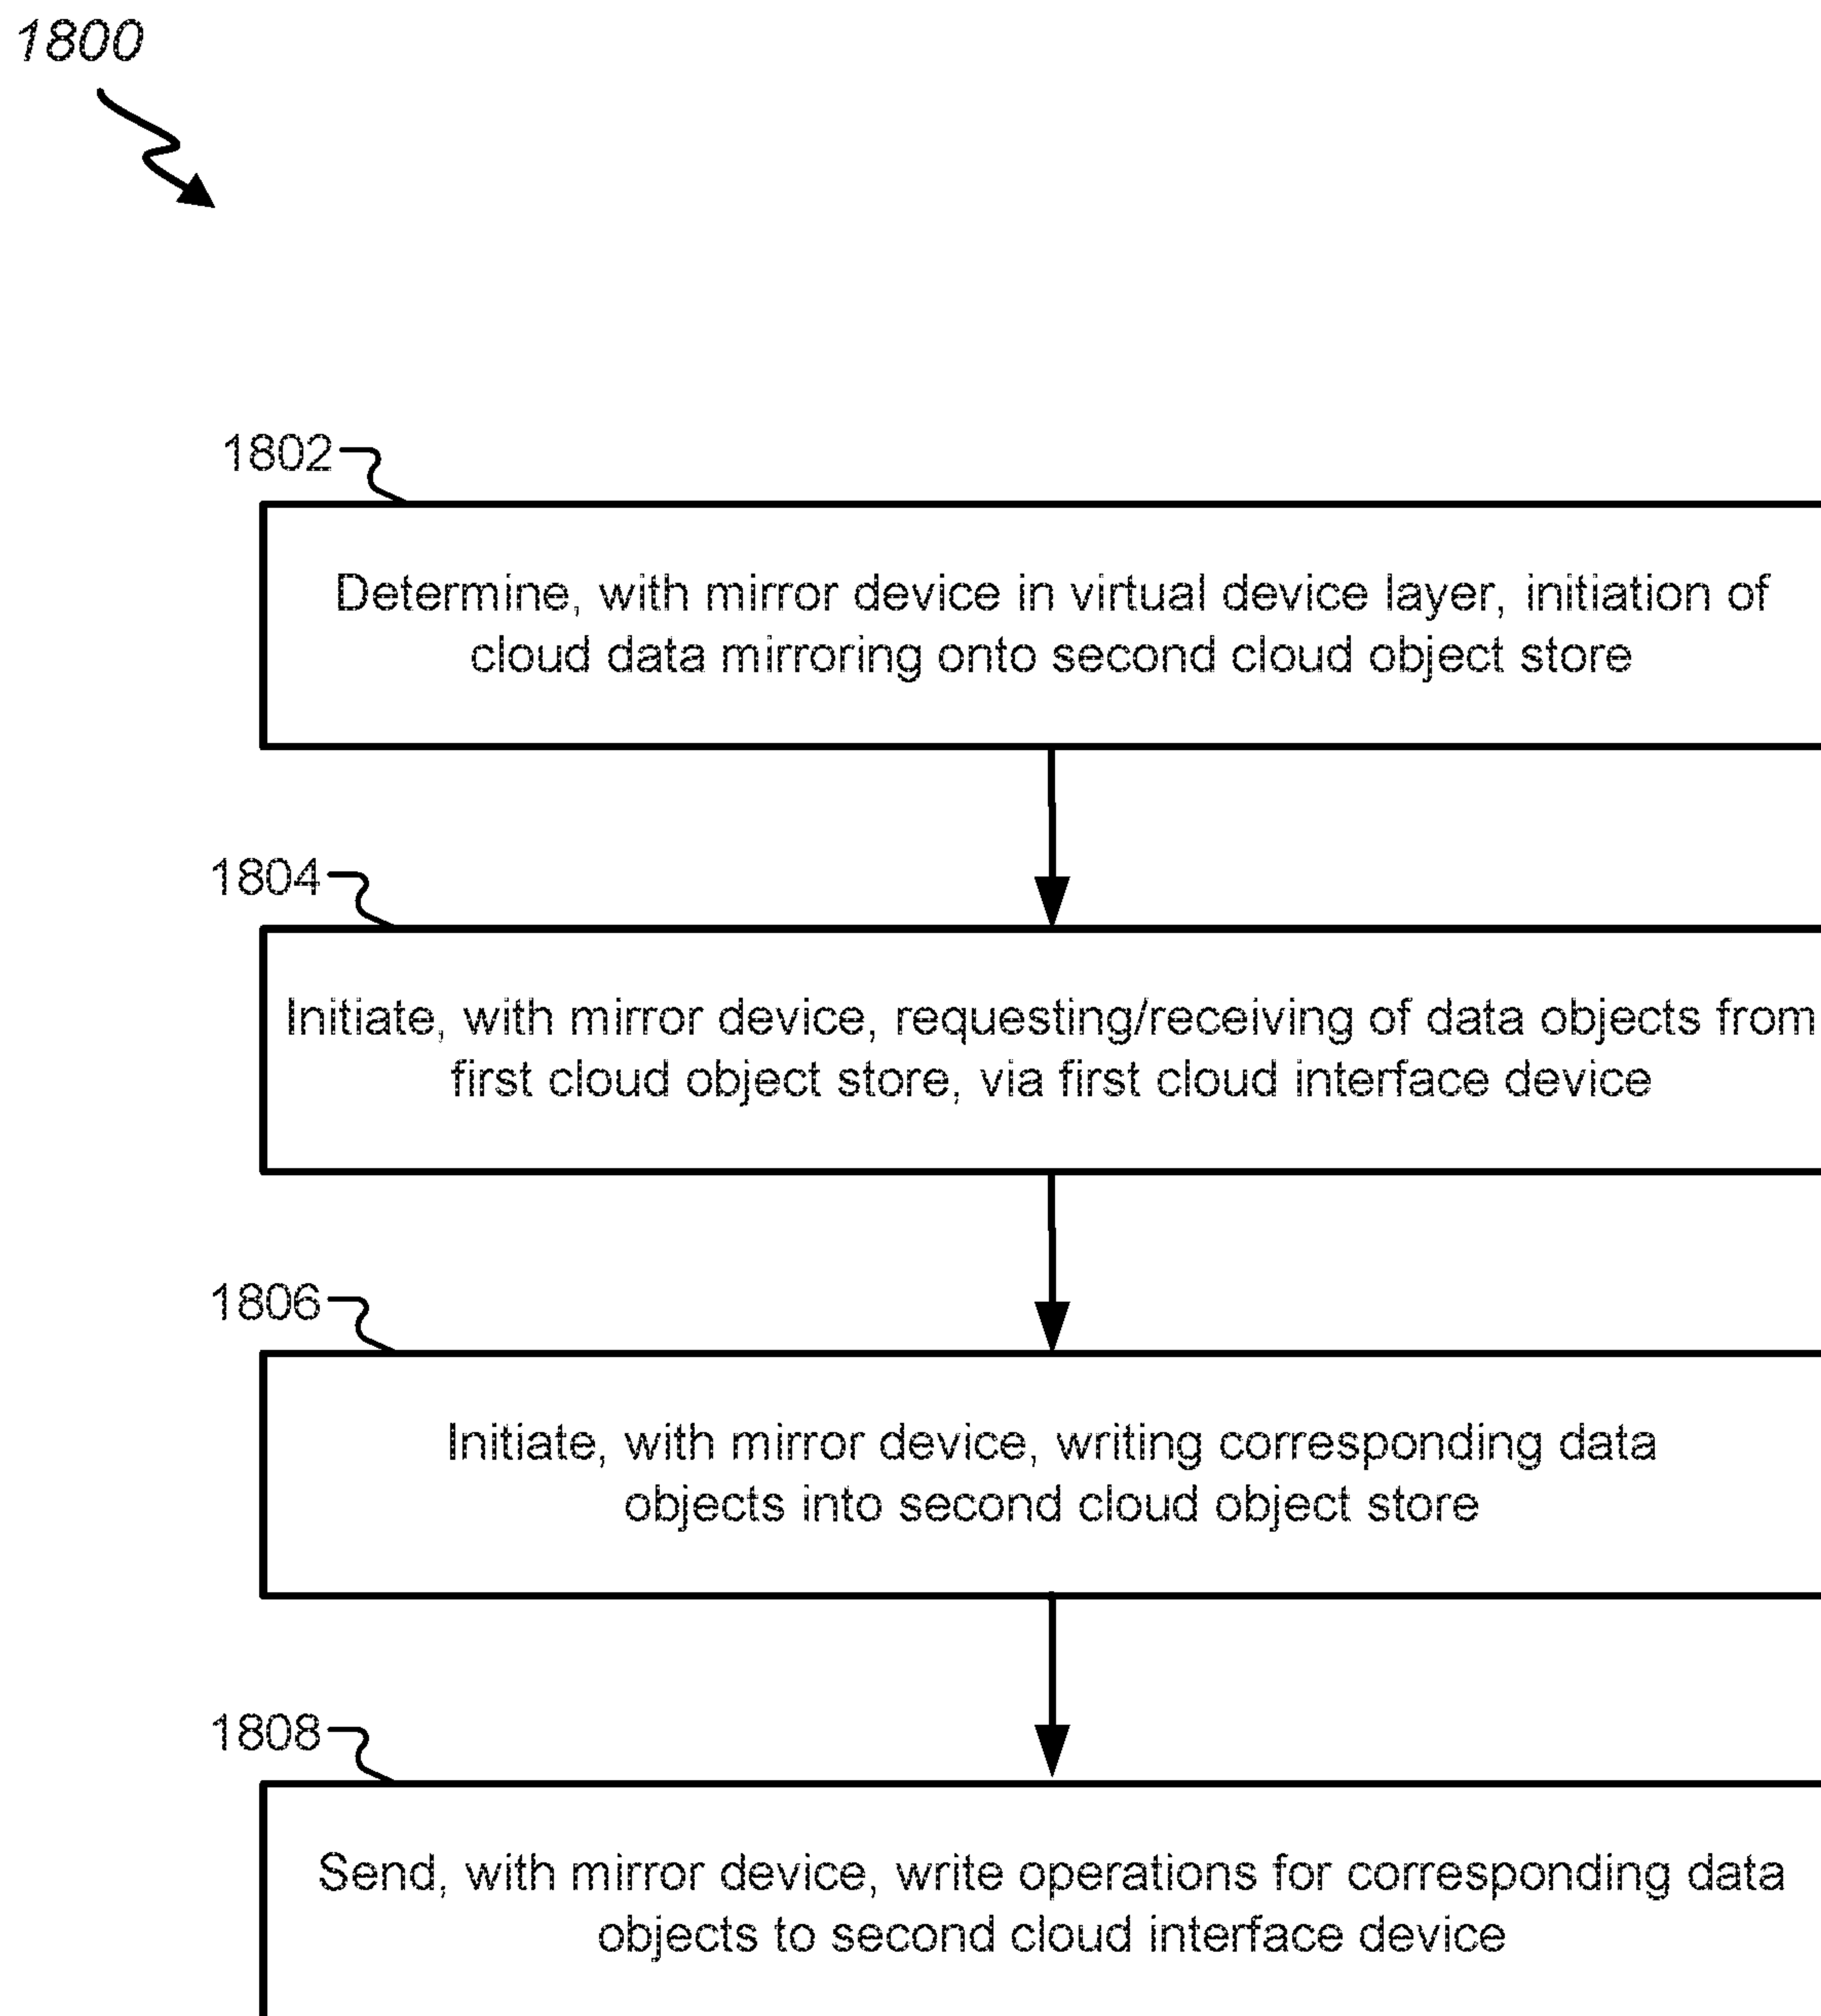 1800
1802
Determine, with mirror device in virtual device layer, initiation of
cloud data mirroring onto second cloud object store
1804
Initiate, with mirror device, requesting/receiving of data objects from
first cloud object store, via first cloud interface device
1806
Initiate, with mirror device, writing corresponding data
objects into second cloud object store
1808
Send, with mirror device, write operations for corresponding data
objects to second cloud interface device